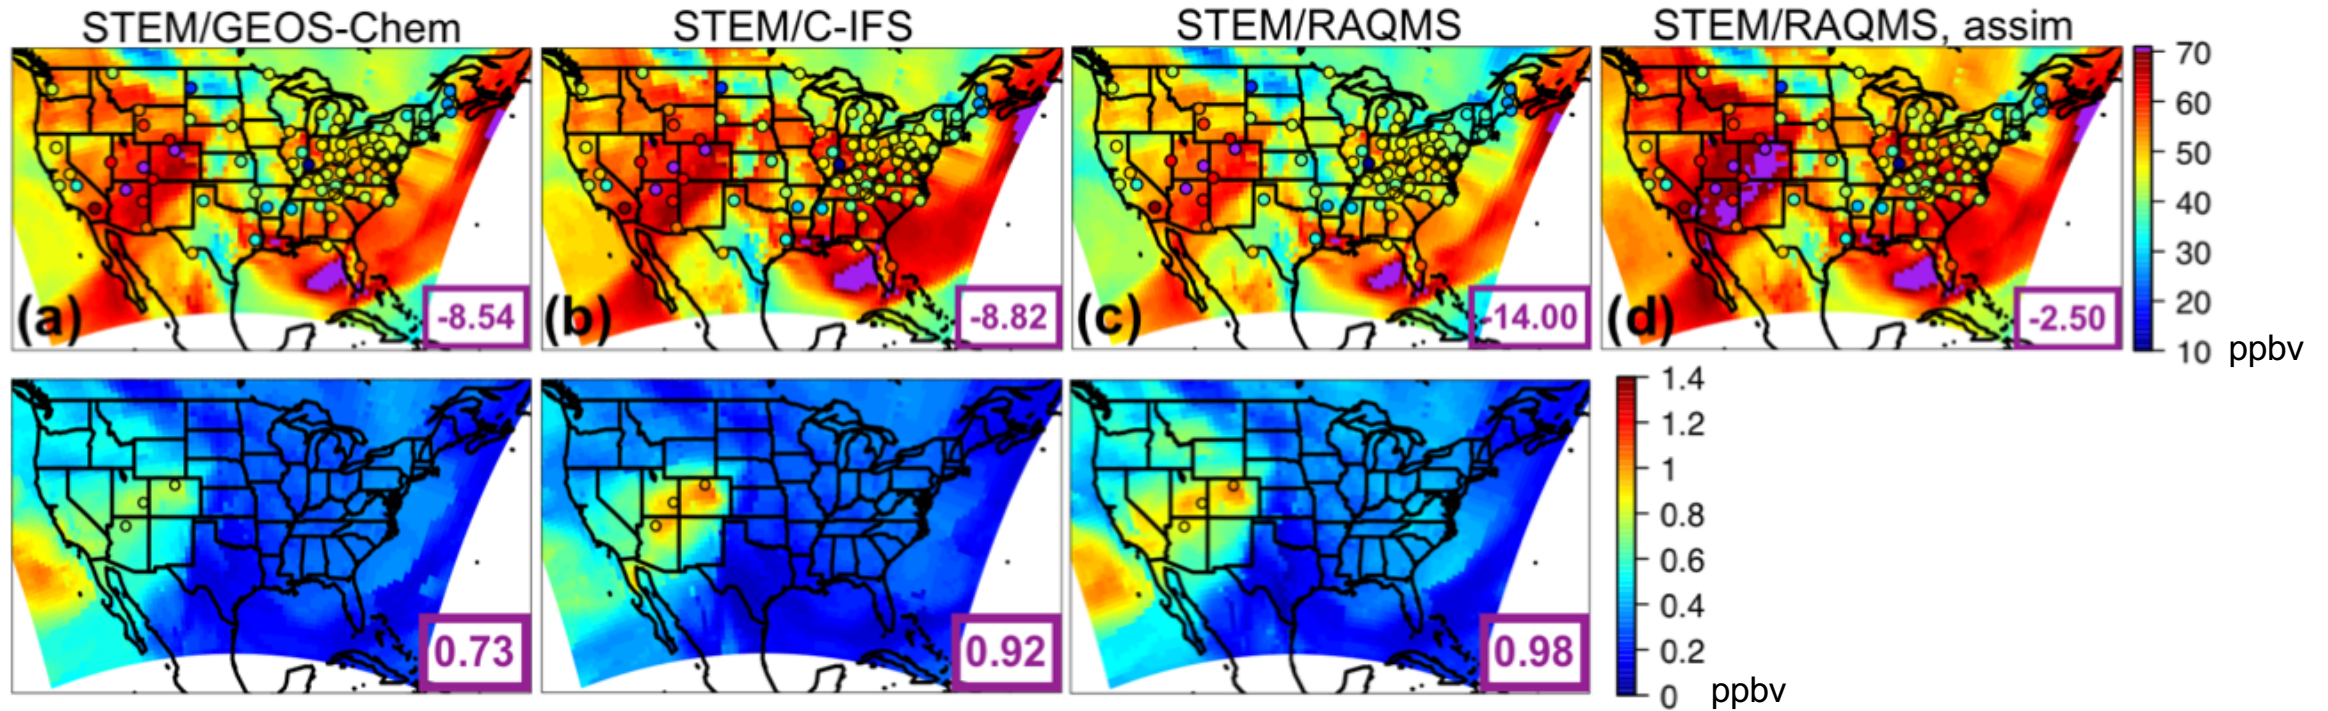 STEM/GEOS-Chem
STEM/C-IFS
STEM/RAQMS
STEM/RAQMS, assim
70
60
50
40
30
20
10
ppbv
(a)
-8.54
(b)
-8.82
(c)
-14.00
(d)
-2.50
1.4
1.2
1
0.8
0.6
0.4
0.2
0
ppbv
0.73
0.92
0.98